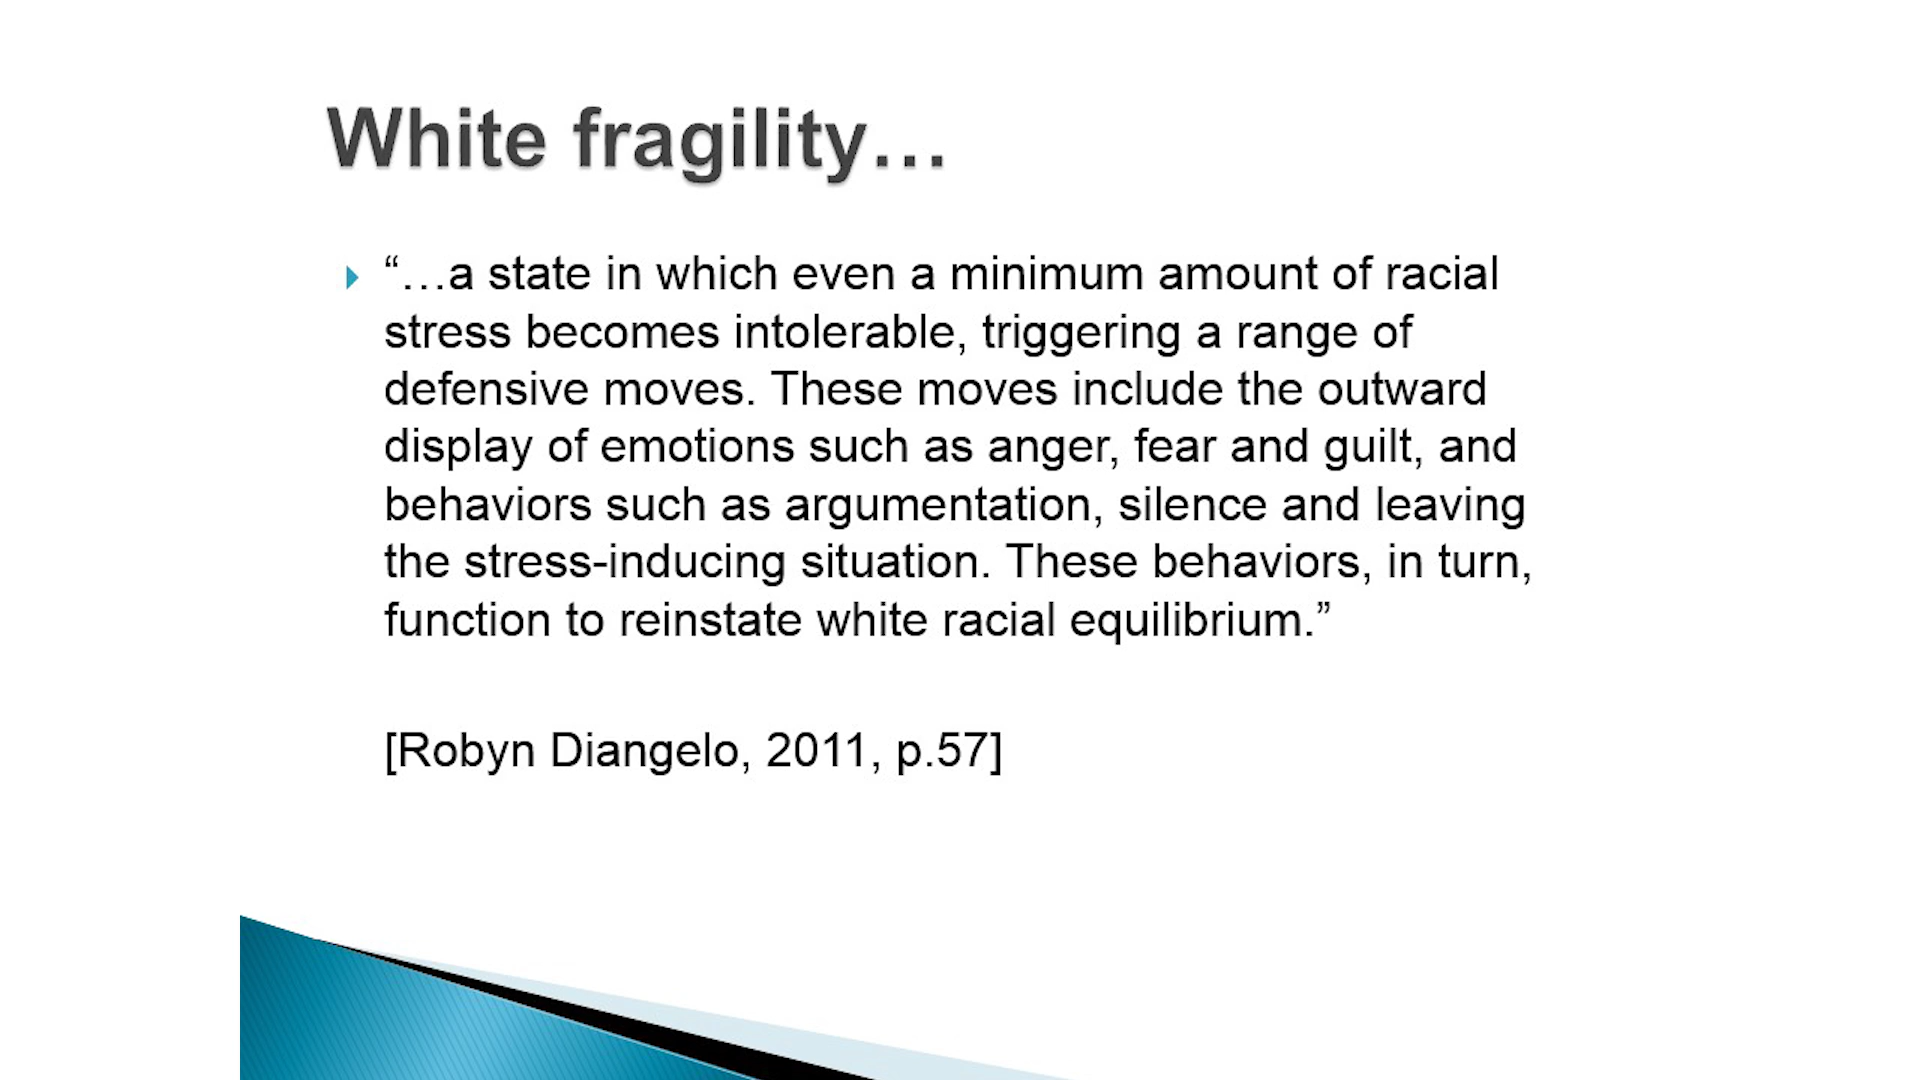 White fragility…
“…a state in which even a minimum amount of racial
stress becomes intolerable, triggering a range of
defensive moves. These moves include the outward
display of emotions such as anger, fear and guilt, and
behaviors such as argumentation, silence and leaving
the stress-inducing situation. These behaviors, in turn,
function to reinstate white racial equilibrium.”
[Robyn Diangelo, 2011, p.57]